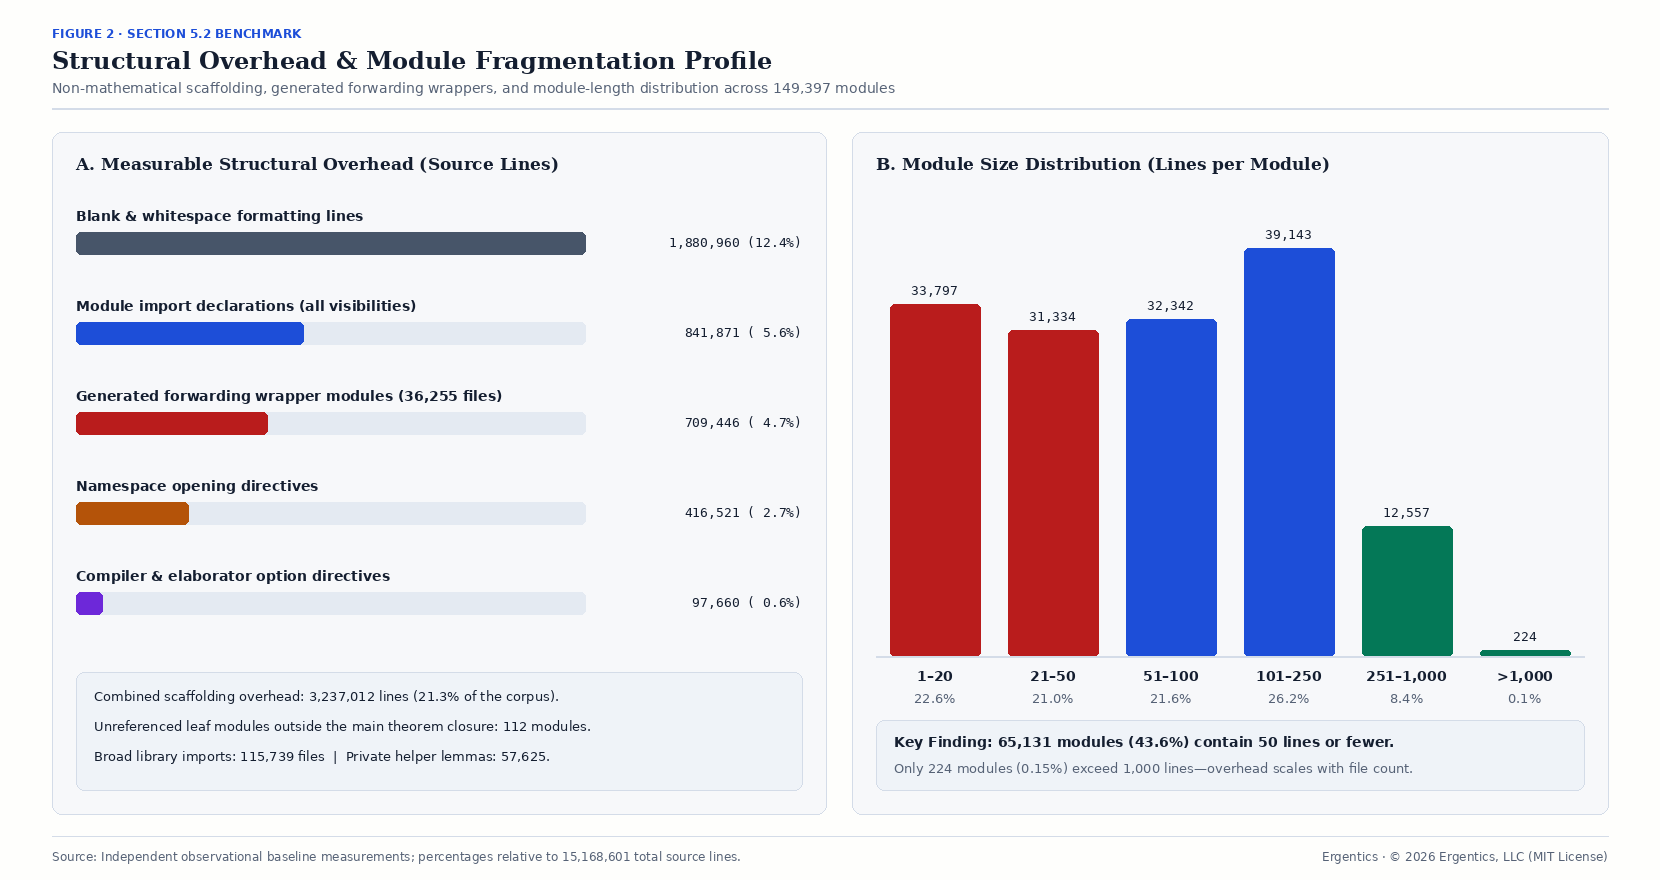 FIGURE 2 · SECTION 5.2 BENCHMARK
Structural Overhead & Module Fragmentation Profile
Non-mathematical scaffolding, generated forwarding wrappers, and module-length distribution across 149,397 modules
A. Measurable Structural Overhead (Source Lines)
Blank & whitespace formatting lines
1,880,960 (12.4%)
Module import declarations (all visibilities)
841,871 ( 5.6%)
Generated forwarding wrapper modules (36,255 files)
709,446 ( 4.7%)
Namespace opening directives
416,521 ( 2.7%)
Compiler & elaborator option directives
97,660 ( 0.6%)
Combined scaffolding overhead: 3,237,012 lines (21.3% of the corpus).
Unreferenced leaf modules outside the main theorem closure: 112 modules.
Broad library imports: 115,739 files | Private helper lemmas: 57,625.
B. Module Size Distribution (Lines per Module)
33,797
31,334
32,342
39,143
12,557
224
1–20
21–50
51–100
101–250
251–1,000
>1,000
22.6%
21.0%
21.6%
26.2%
8.4%
0.1%
Key Finding: 65,131 modules (43.6%) contain 50 lines or fewer.
Only 224 modules (0.15%) exceed 1,000 lines—overhead scales with file count.
Source: Independent observational baseline measurements; percentages relative to 15,168,601 total source lines.
Ergentics · © 2026 Ergentics, LLC (MIT License)